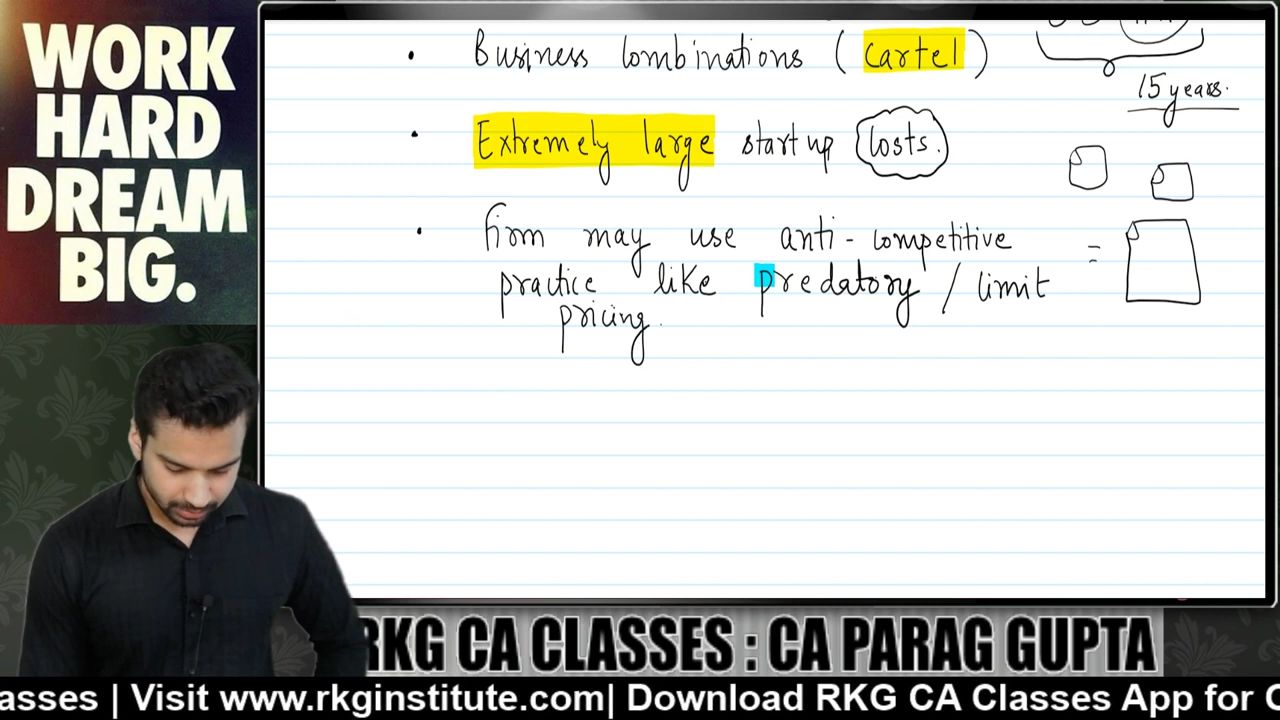 WORK
HARD
DREAM
BIG.
• Business Combinations (Cartel)
15 years.
• Extremely large startup Costs.
• Firm may use anti-competitive
practice like predatory / limit
pricing.
=
RKG CA CLASSES : CA PARAG GUPTA
asses | Visit www.rkginstitute.com| Download RKG CA Classes App for